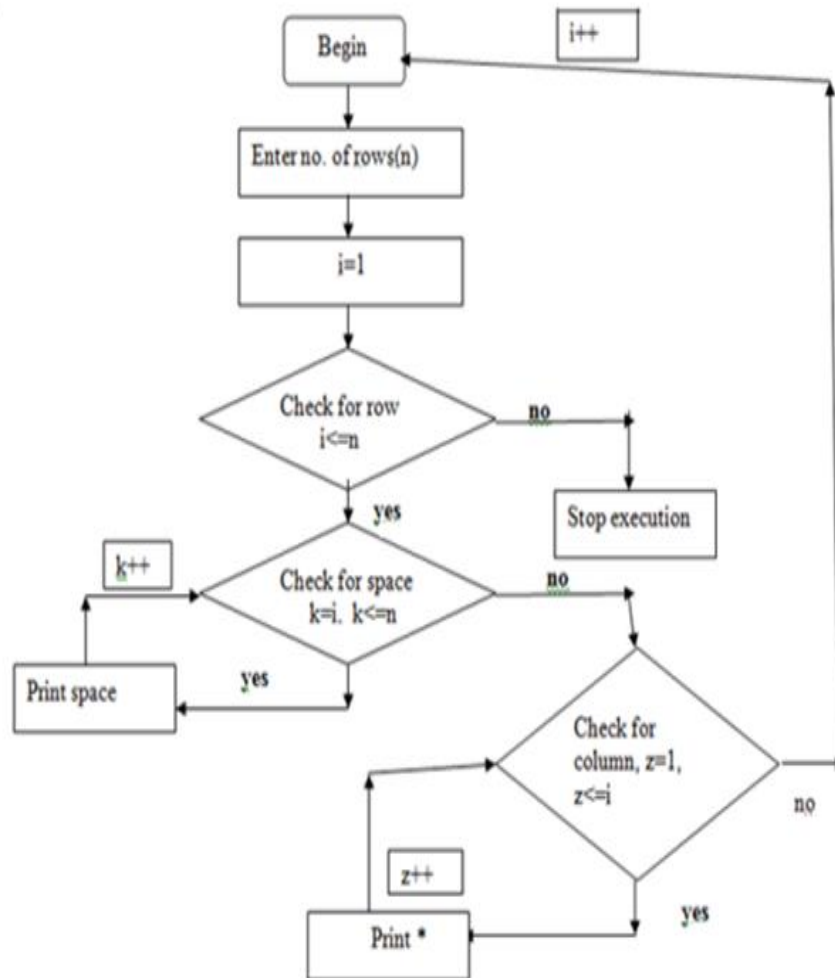 Begin
i++
Enter no. of rows(n)
i=1
Check for row
i<=n
no
yes
Stop execution
k++
Check for space
k=i. k<=n
no
Print space
yes
Check for
column, z=1,
z<=i
no
z++
yes
Print *